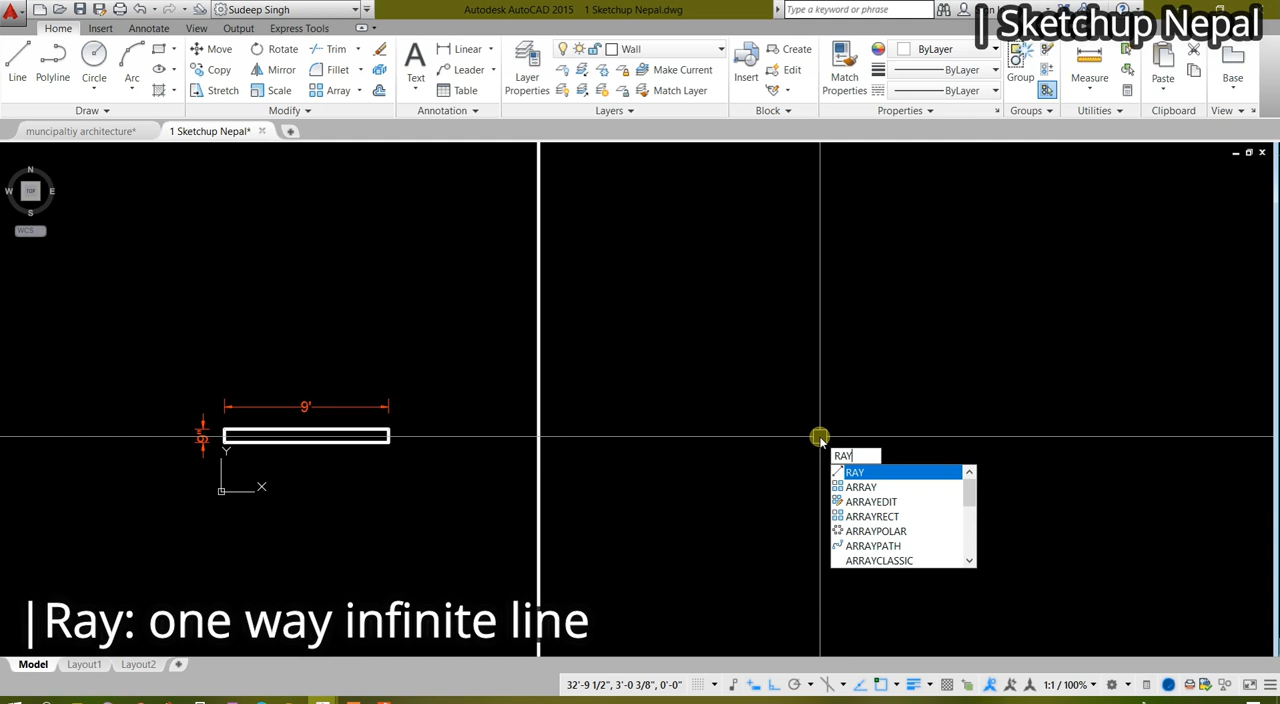 Sudeep Singh
Autodesk AutoCAD 2015 1 Sketchup Nepal.dwg
Type a keyword or phrase
| Sketchup Nepal
Home Insert Annotate View Output Express Tools
Line Polyline Circle Arc
Move Rotate Trim
Copy Mirror Fillet
Stretch Scale Array
Text
Linear
Leader
Table
Layer
Properties
Wall
Make Current
Match Layer
Insert
Create
Edit
Match
Properties
ByLayer
ByLayer
ByLayer
Group
Measure
Paste
Base
Draw Modify Annotation Layers Block Properties Groups Utilities Clipboard View
muncipaltiy architecture* 1 Sketchup Nepal*
N
W TOP E
S
WCS
9'
Y
X
RAY
RAY
ARRAY
ARRAYEDIT
ARRAYRECT
ARRAYPOLAR
ARRAYPATH
ARRAYCLASSIC
|Ray: one way infinite line
Model Layout1 Layout2
32'-9 1/2", 3'-0 3/8", 0'-0" 1:1 / 100%